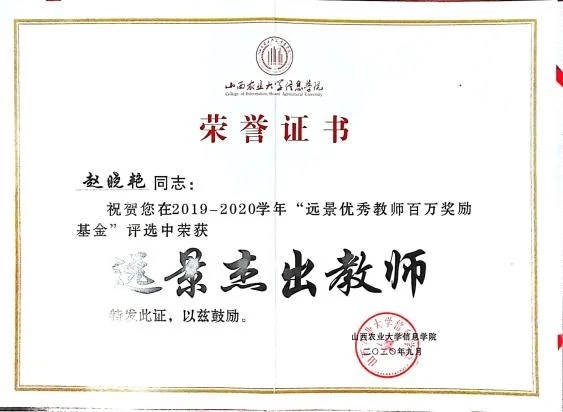 山西农业大学信息学院
College of Information, Shanxi Agricultural University
荣誉证书
赵晓艳 同志：
祝贺您在2019-2020学年“远景优秀教师百万奖励
基金”评选中荣获
远景杰出教师
特发此证，以兹鼓励。
山西农业大学信息学院
二〇二〇年九月